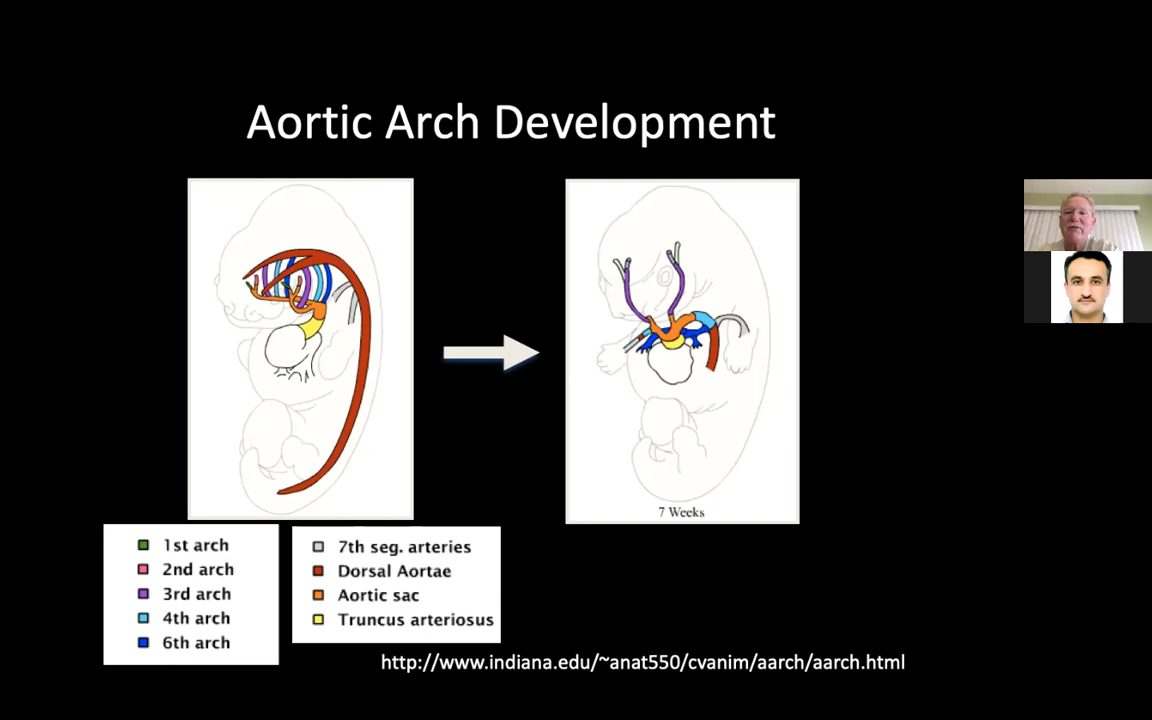 Aortic Arch Development
7 Weeks
1st arch
2nd arch
3rd arch
4th arch
6th arch
7th seg. arteries
Dorsal Aortae
Aortic sac
Truncus arteriosus
http://www.indiana.edu/~anat550/cvanim/aarch/aarch.html